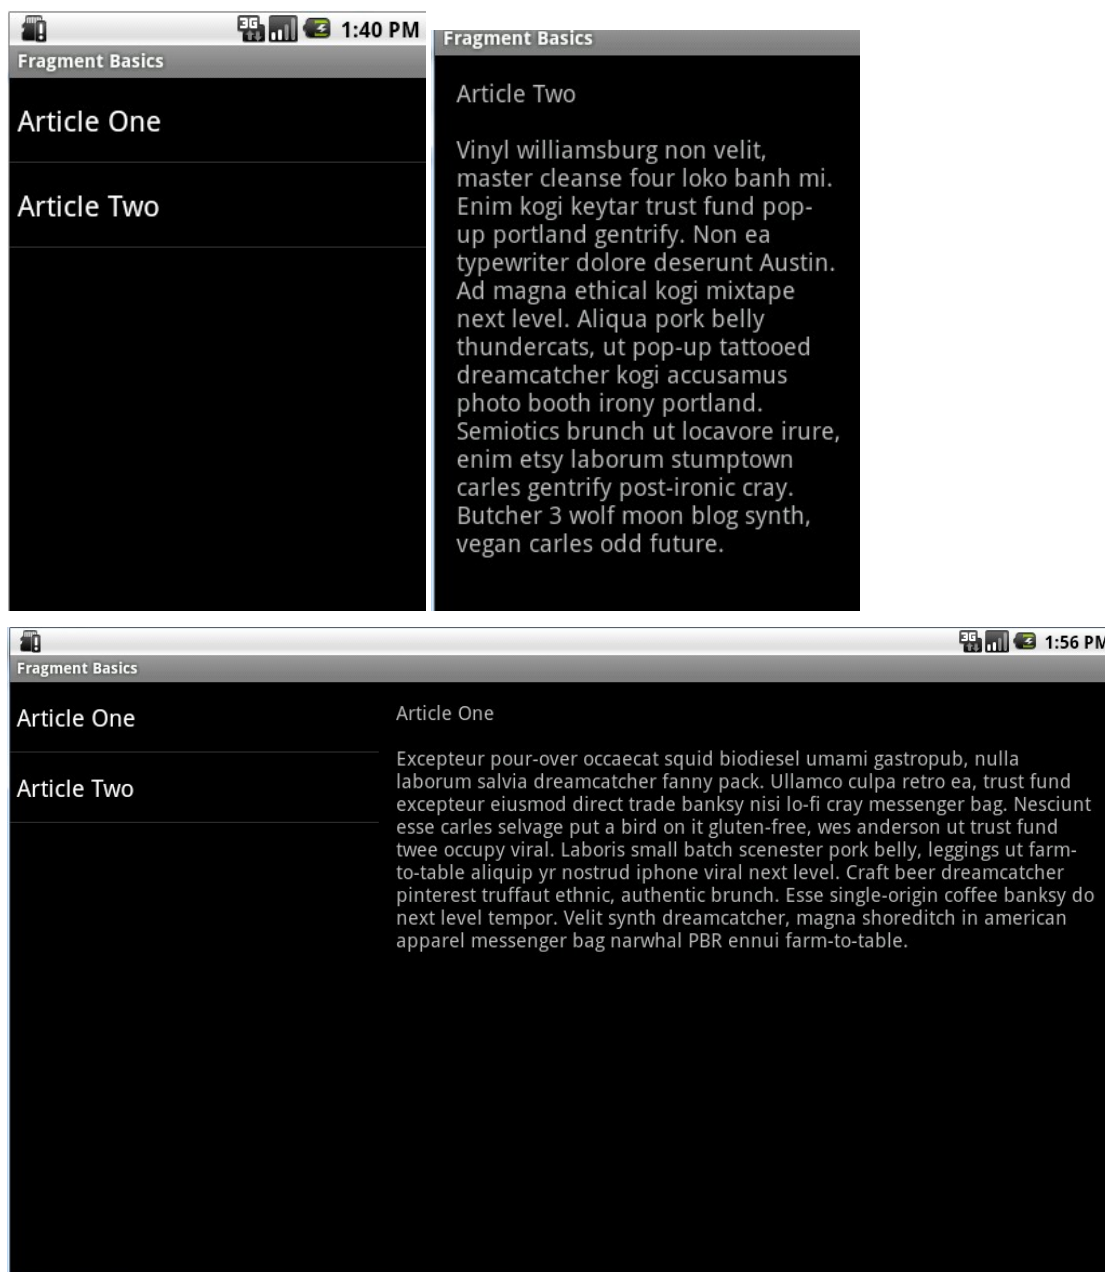 3G 1:40 PM
Fragment Basics
Article One
Article Two
Fragment Basics
Article Two
Vinyl williamsburg non velit,
master cleanse four loko banh mi.
Enim kogi keytar trust fund pop-
up portland gentrify. Non ea
typewriter dolore deserunt Austin.
Ad magna ethical kogi mixtape
next level. Aliqua pork belly
thundercats, ut pop-up tattooed
dreamcatcher kogi accusamus
photo booth irony portland.
Semiotics brunch ut locavore irure,
enim etsy laborum stumptown
carles gentrify post-ironic cray.
Butcher 3 wolf moon blog synth,
vegan carles odd future.
3G 1:56 PM
Fragment Basics
Article One
Article Two
Article One
Excepteur pour-over occaecat squid biodiesel umami gastropub, nulla
laborum salvia dreamcatcher fanny pack. Ullamco culpa retro ea, trust fund
excepteur eiusmod direct trade banksy nisi lo-fi cray messenger bag. Nesciunt
esse carles selvage put a bird on it gluten-free, wes anderson ut trust fund
twee occupy viral. Laboris small batch scenester pork belly, leggings ut farm-
to-table aliquip yr nostrud iphone viral next level. Craft beer dreamcatcher
pinterest truffaut ethnic, authentic brunch. Esse single-origin coffee banksy do
next level tempor. Velit synth dreamcatcher, magna shoreditch in american
apparel messenger bag narwhal PBR ennui farm-to-table.